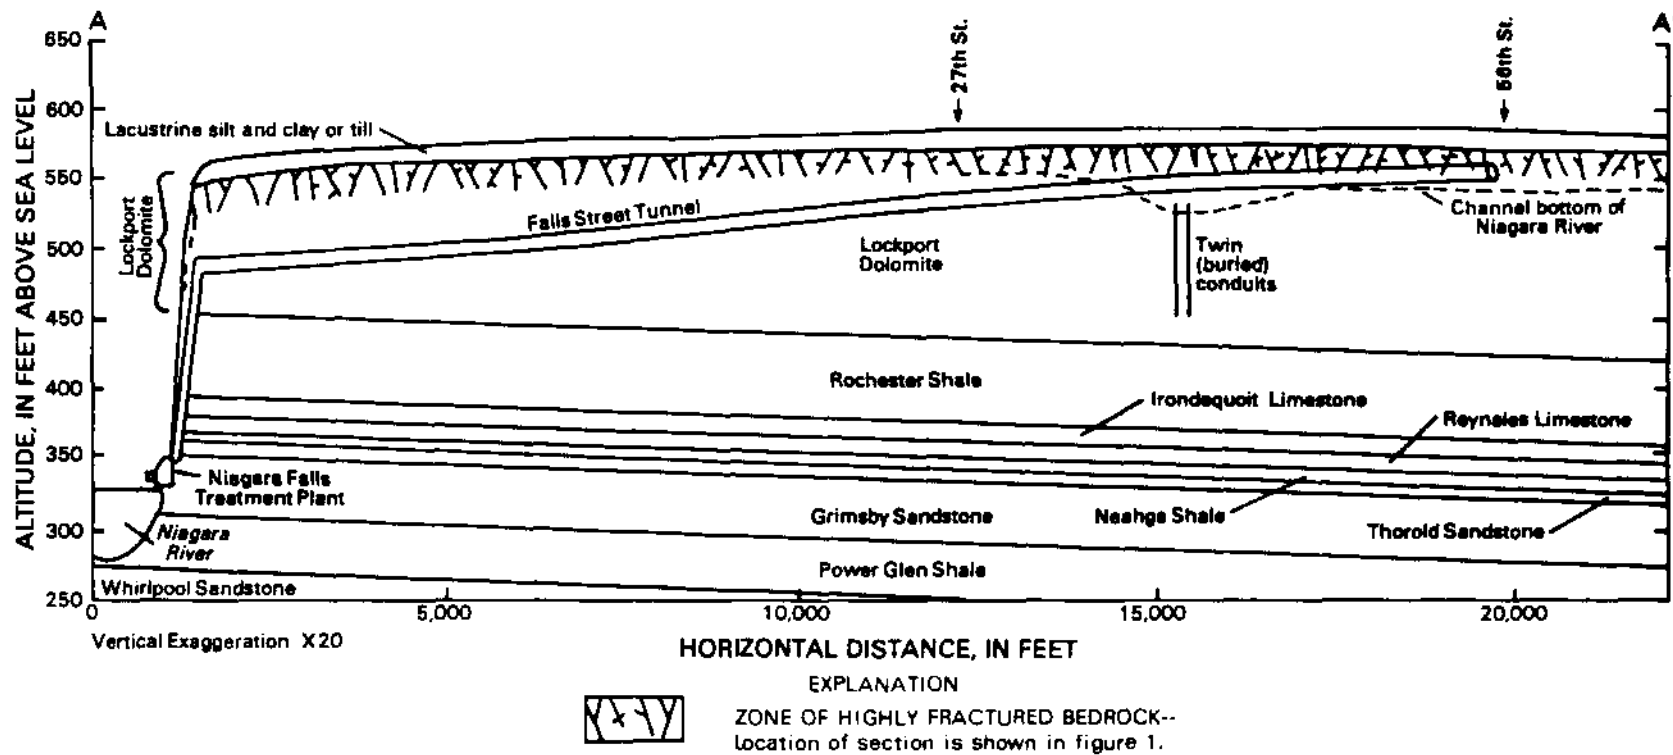 A
A
650
600
550
500
450
400
350
300
250
ALTITUDE, IN FEET ABOVE SEA LEVEL
27th St.
56th St.
Lacustrine silt and clay or till
Lockport
Dolomite
Falls Street Tunnel
Lockport
Dolomite
Twin
(buried)
conduits
Channel bottom of
Niagara River
Rochester Shale
Irondequoit Limestone
Reynales Limestone
Niagara Falls
Treatment Plant
Grimsby Sandstone
Neahga Shale
Thorold Sandstone
Niagara
River
Power Glen Shale
Whirlpool Sandstone
0
5,000
10,000
15,000
20,000
Vertical Exaggeration X20
HORIZONTAL DISTANCE, IN FEET
EXPLANATION
ZONE OF HIGHLY FRACTURED BEDROCK--
Location of section is shown in figure 1.